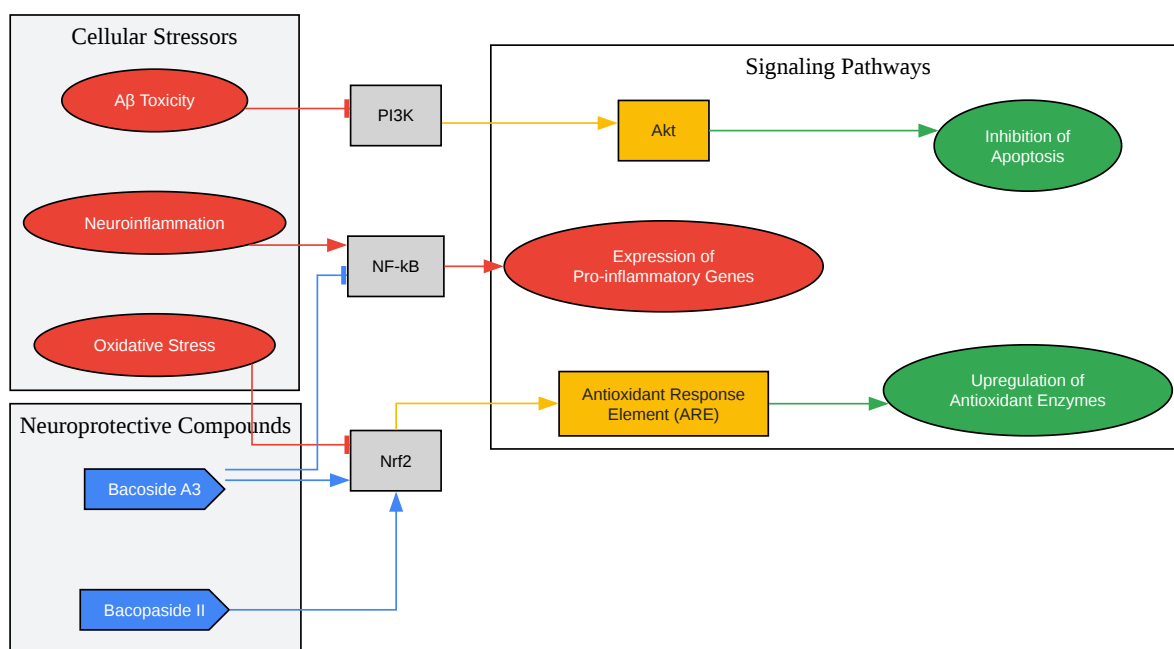 Cellular Stressors
Aβ Toxicity
Neuroinflammation
Oxidative Stress
Neuroprotective Compounds
Bacoside A3
Bacopaside II
PI3K
NF-kB
Nrf2
Signaling Pathways
Akt
Inhibition of
Apoptosis
Expression of
Pro-inflammatory Genes
Antioxidant Response
Element (ARE)
Upregulation of
Antioxidant Enzymes